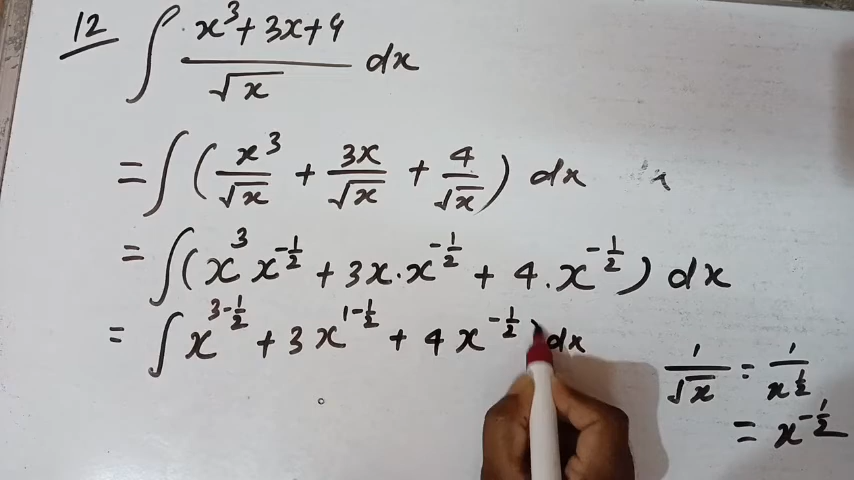 12 ∫ x³+3x+4 / √x dx
= ∫ ( x³/√x + 3x/√x + 4/√x ) dx
= ∫ ( x³ x^{-1/2} + 3x · x^{-1/2} + 4 · x^{-1/2} ) dx
= ∫ x^{3-1/2} + 3x^{1-1/2} + 4x^{-1/2} ) dx
1/√x = 1/x^{1/2}
= x^{-1/2}